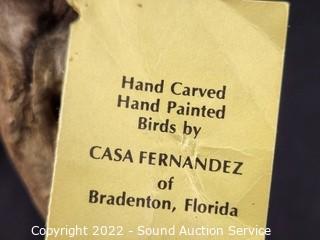 Hand Carved
Hand Painted
Birds by
CASA FERNANDEZ
of
Bradenton, Florida
Copyright 2022 - Sound Auction Service